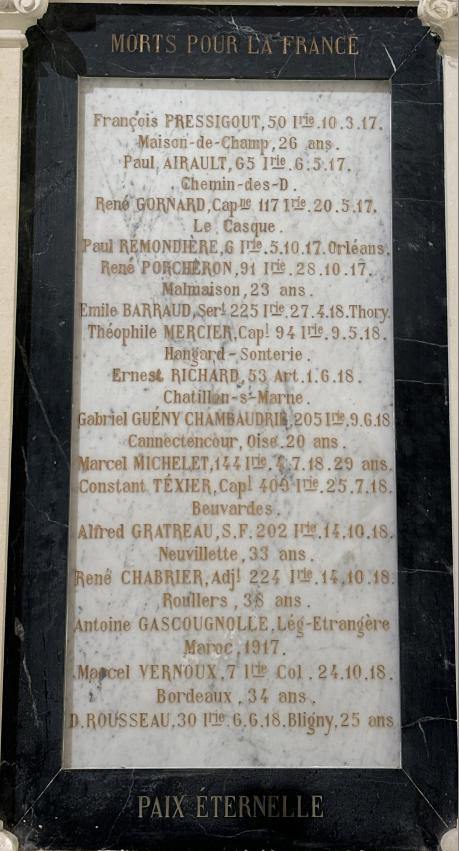 MORTS POUR LA FRANCE
François PRESSIGOUT, 50 Irie. 10.3.17.
Maison-de-Champ, 26 ans.
Paul AIRAULT, 65 Irie. 6.5.17.
Chemin-des-D.
René GORNARD, Capne 117 Irie. 20.5.17.
Le Casque.
Paul REMONDIÈRE, 6 Irie. 5.10.17. Orléans.
René PORCHERON, 91 Irie. 28.10.17.
Malmaison, 23 ans.
Emile BARRAUD, Sert 225 Irie. 27.4.18. Thory.
Théophile MERCIER, Capl 94 Irie. 9.5.18.
Hangard-Sonterie.
Ernest RICHARD, 53 Art. 1.6.18.
Chatillon-s-Marne.
Gabriel GUÉNY CHAMBAUDRIE, 205 Irie. 9.6.18
Cannectencour, Oise. 20 ans.
Marcel MICHELET, 144 Irie. 4.7.18. 29 ans.
Constant TÉXIER, Capl 409 Irie. 25.7.18.
Beuvardes.
Alfred GRATREAU, S.F. 202 Irie. 14.10.18.
Neuvillette, 33 ans.
René CHABRIER, Adjt 224 Irie. 14.10.18.
Roullers, 38 ans.
Antoine GASCOUGNOLLE, Lég-Etrangère
Maroc, 1917.
Marcel VERNOUX, 7 Irie Col. 24.10.18.
Bordeaux, 34 ans.
D. ROUSSEAU, 30 Irie. 6.6.18. Bligny, 25 ans
PAIX ÉTERNELLE